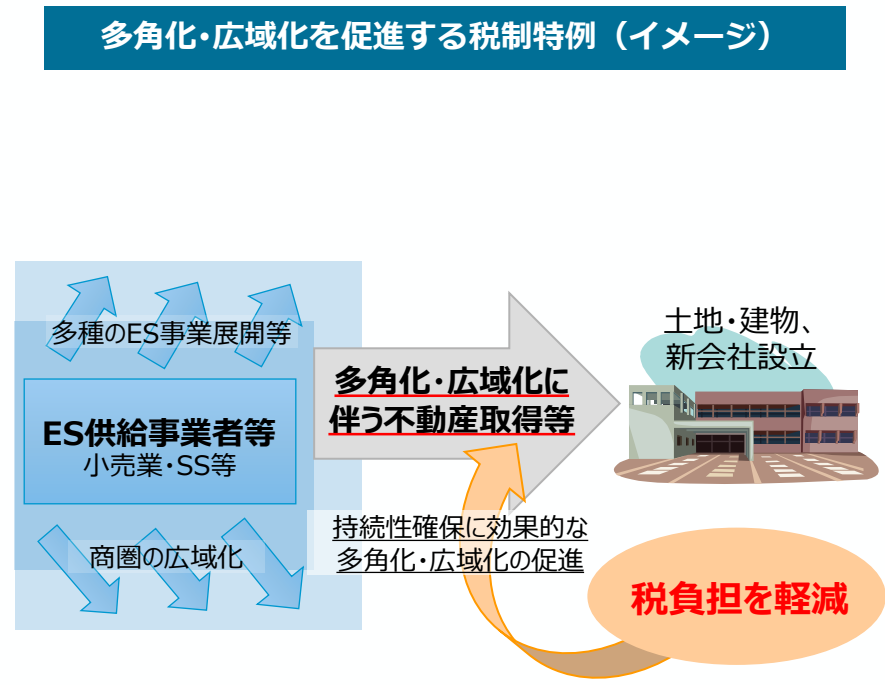 多角化・広域化を促進する税制特例（イメージ）
多種のES事業展開等
ES供給事業者等
小売業・SS等
商圏の広域化
多角化・広域化に
伴う不動産取得等
土地・建物、
新会社設立
持続性確保に効果的な
多角化・広域化の促進
税負担を軽減